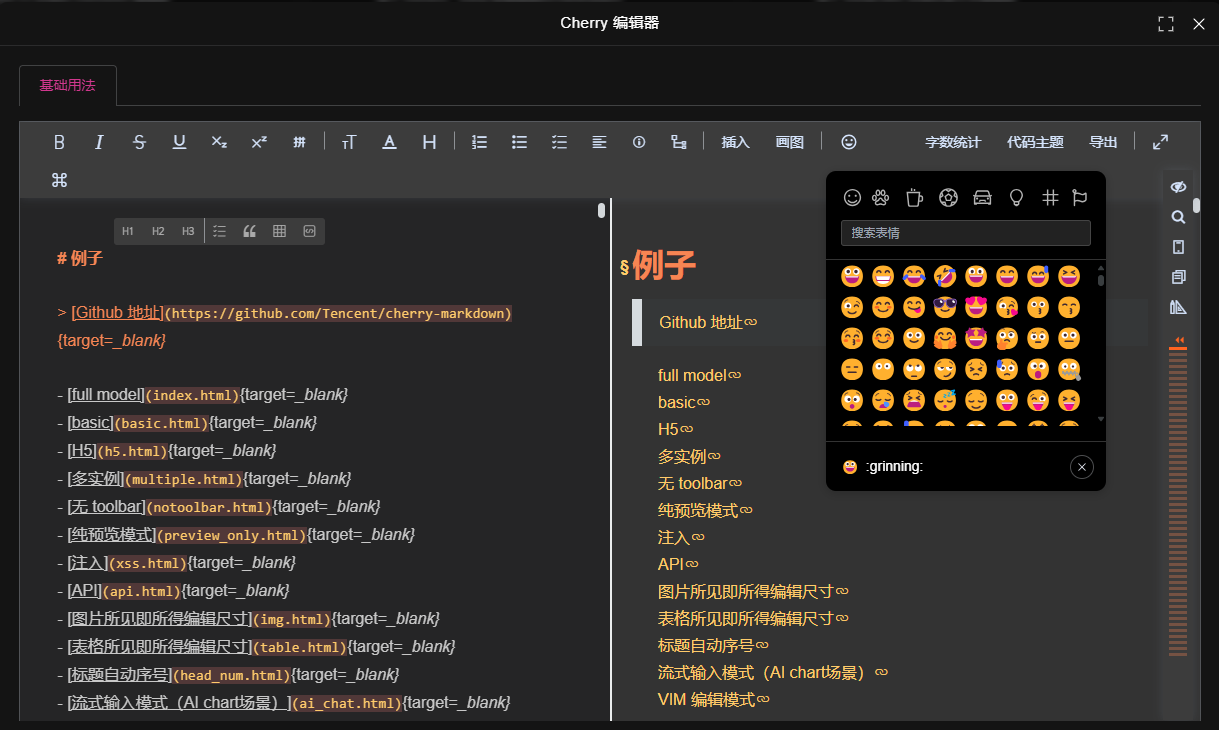 Cherry 编辑器
基础用法
B I S U X₂ X² 卌 тT A H 插入 画图 字数统计 代码主题 导出
H1 H2 H3
# 例子
> [Github 地址](https://github.com/Tencent/cherry-markdown)
{target=_blank}
- [full model](index.html){target=_blank}
- [basic](basic.html){target=_blank}
- [H5](h5.html){target=_blank}
- [多实例](multiple.html){target=_blank}
- [无 toolbar](notoolbar.html){target=_blank}
- [纯预览模式](preview_only.html){target=_blank}
- [注入](xss.html){target=_blank}
- [API](api.html){target=_blank}
- [图片所见即所得编辑尺寸](img.html){target=_blank}
- [表格所见即所得编辑尺寸](table.html){target=_blank}
- [标题自动序号](head_num.html){target=_blank}
- [流式输入模式（AI chart场景）](ai_chat.html){target=_blank}
§例子
Github 地址
full model
basic
H5
多实例
无 toolbar
纯预览模式
注入
API
图片所见即所得编辑尺寸
表格所见即所得编辑尺寸
标题自动序号
流式输入模式（AI chart场景）
VIM 编辑模式
搜索表情
:grinning: